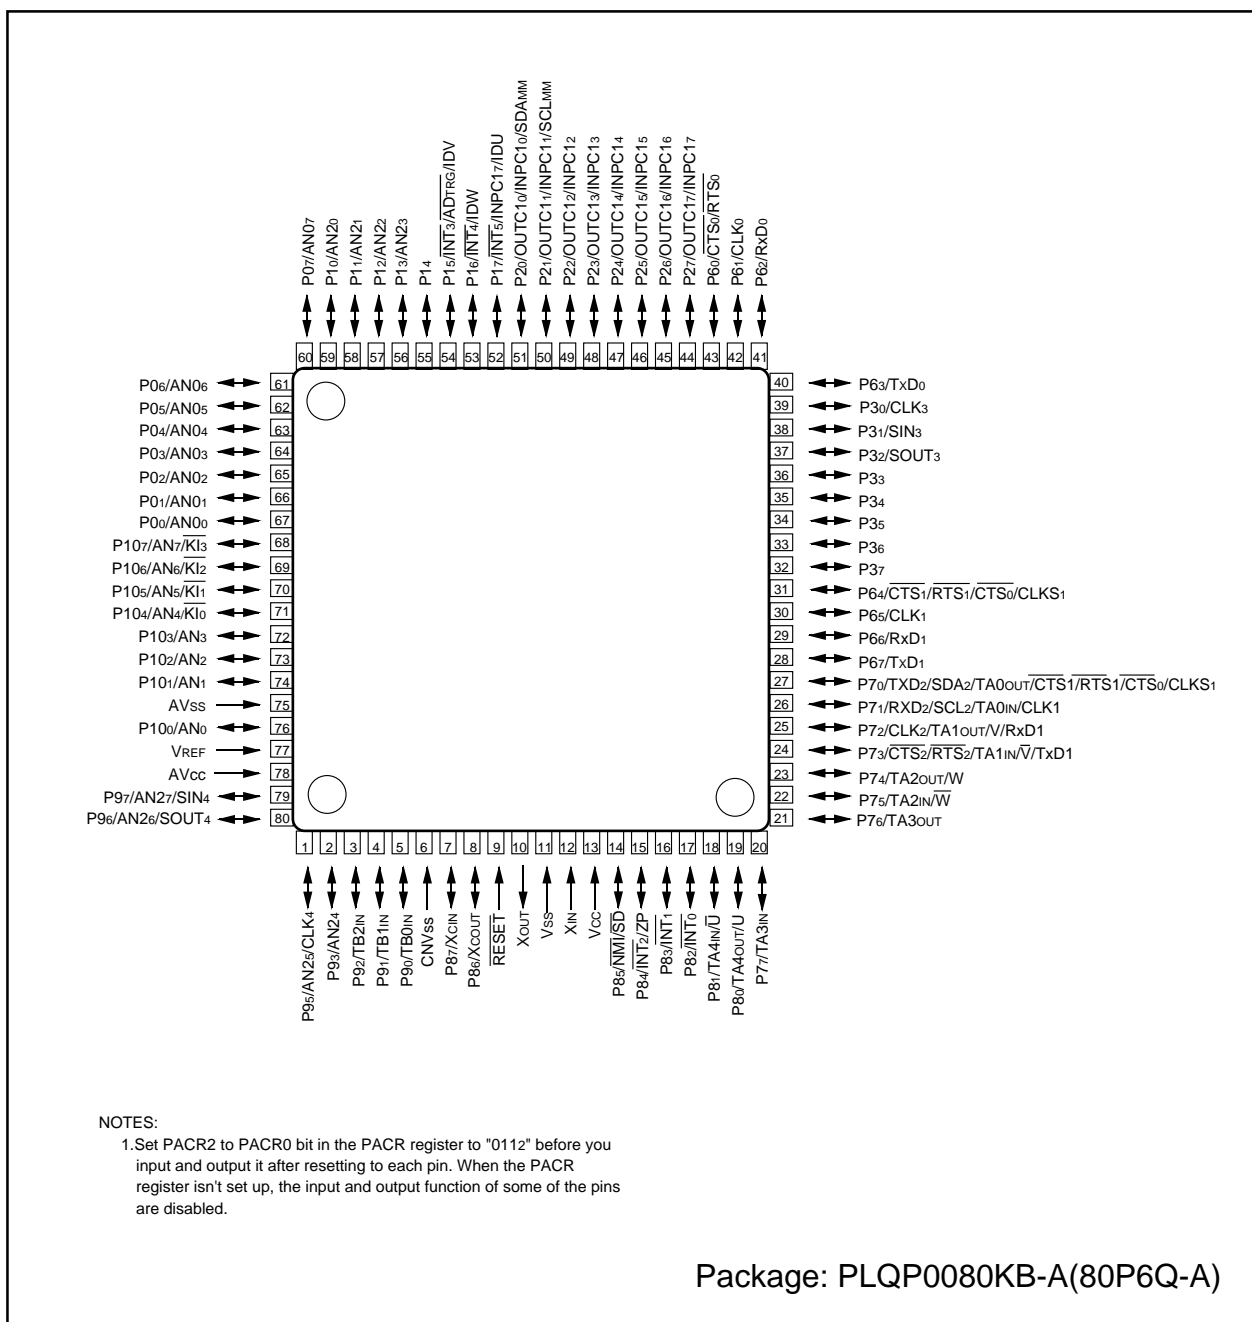 P07/AN07
P10/AN20
P11/AN21
P12/AN22
P13/AN23
P14
P15/INT3/ADTRG/IDV
P16/INT4/IDW
P17/INT5/INPC17/IDU
P20/OUTC10/INPC10/SDAMM
P21/OUTC11/INPC11/SCLMM
P22/OUTC12/INPC12
P23/OUTC13/INPC13
P24/OUTC14/INPC14
P25/OUTC15/INPC15
P26/OUTC16/INPC16
P27/OUTC17/INPC17
P60/CTS0/RTS0
P61/CLK0
P62/RxD0
60 59 58 57 56 55 54 53 52 51 50 49 48 47 46 45 44 43 42 41
P06/AN06 61
P05/AN05 62
P04/AN04 63
P03/AN03 64
P02/AN02 65
P01/AN01 66
P00/AN00 67
P107/AN7/KI3 68
P106/AN6/KI2 69
P105/AN5/KI1 70
P104/AN4/KI0 71
P103/AN3 72
P102/AN2 73
P101/AN1 74
AVSS 75
P100/AN0 76
VREF 77
AVCC 78
P97/AN27/SIN4 79
P96/AN26/SOUT4 80
40 P63/TxD0
39 P30/CLK3
38 P31/SIN3
37 P32/SOUT3
36 P33
35 P34
34 P35
33 P36
32 P37
31 P64/CTS1/RTS1/CTS0/CLKS1
30 P65/CLK1
29 P66/RxD1
28 P67/TxD1
27 P70/TXD2/SDA2/TA0OUT/CTS1/RTS1/CTS0/CLKS1
26 P71/RXD2/SCL2/TA0IN/CLK1
25 P72/CLK2/TA1OUT/V/RxD1
24 P73/CTS2/RTS2/TA1IN/V/TxD1
23 P74/TA2OUT/W
22 P75/TA2IN/W
21 P76/TA3OUT
1 2 3 4 5 6 7 8 9 10 11 12 13 14 15 16 17 18 19 20
P95/AN25/CLK4
P93/AN24
P92/TB2IN
P91/TB1IN
P90/TB0IN
CNVSS
P87/XCIN
P86/XCOUT
RESET
XOUT
VSS
XIN
VCC
P85/NMI/SD
P84/INT2/ZP
P83/INT1
P82/INT0
P81/TA4IN/U
P80/TA4OUT/U
P77/TA3IN
NOTES:
1.Set PACR2 to PACR0 bit in the PACR register to "0112" before you
input and output it after resetting to each pin. When the PACR
register isn't set up, the input and output function of some of the pins
are disabled.
Package: PLQP0080KB-A(80P6Q-A)